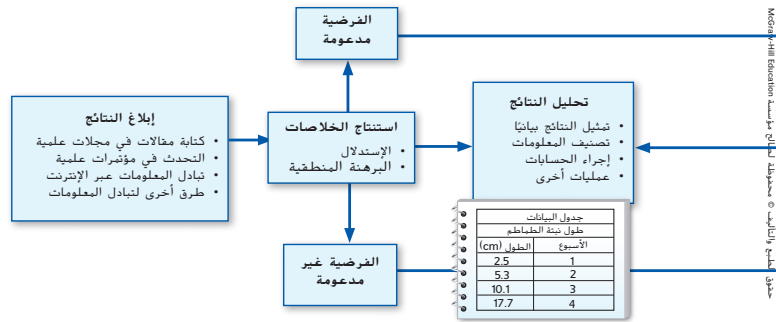 الفرضية
مدعومة
تحليل النتائج
• تمثيل النتائج بيانيًا
• تصنيف المعلومات
• إجراء الحسابات
• عمليات أخرى
استنتاج الخلاصات
• الإستدلال
• البرهنة المنطقية
إبلاغ النتائج
• كتابة مقالات في مجلات علمية
• التحدث في مؤتمرات علمية
• تبادل المعلومات عبر الإنترنت
• طرق أخرى لتبادل المعلومات
الفرضية غير
مدعومة
جدول البيانات
طول نبتة الطماطم
الأسبوع الطول (cm)
1 2.5
2 5.3
3 10.1
4 17.7
حقوق الطبع والتأليف © محفوظة لصالح مؤسسة McGraw-Hill Education